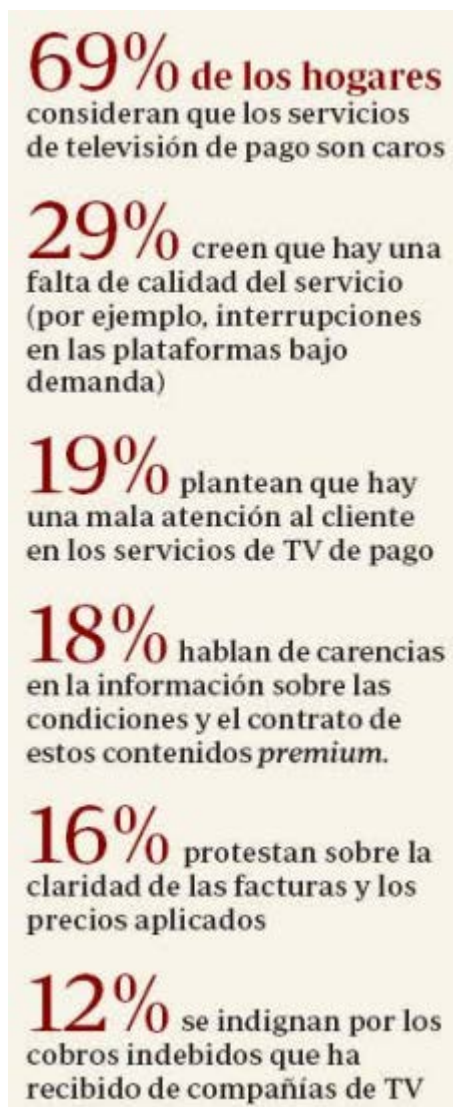 69% de los hogares
consideran que los servicios
de televisión de pago son caros
29% creen que hay una
falta de calidad del servicio
(por ejemplo, interrupciones
en las plataformas bajo
demanda)
19% plantean que hay
una mala atención al cliente
en los servicios de TV de pago
18% hablan de carencias
en la información sobre las
condiciones y el contrato de
estos contenidos premium.
16% protestan sobre la
claridad de las facturas y los
precios aplicados
12% se indignan por los
cobros indebidos que ha
recibido de compañías de TV